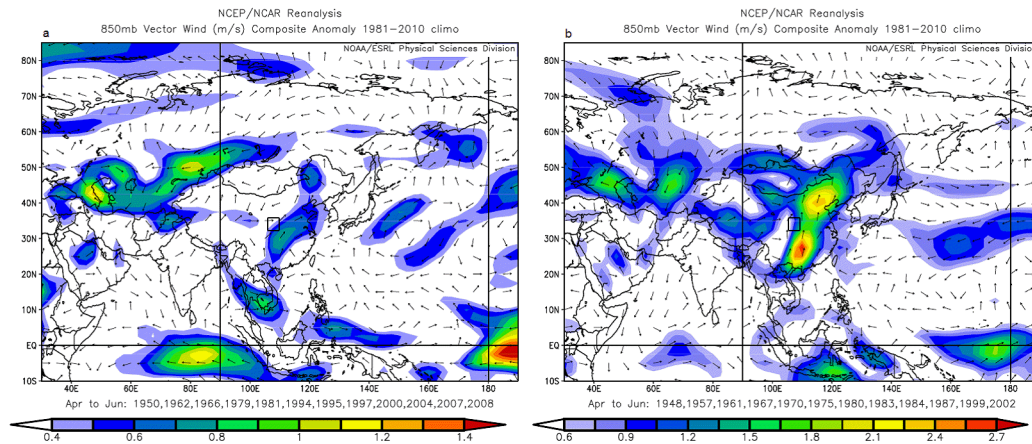 NCEP/NCAR Reanalysis
850mb Vector Wind (m/s) Composite Anomaly 1981−2010 climo
a
NOAA/ESRL Physical Sciences Division
80N
70N
60N
50N
40N
30N
20N
10N
EQ
10S
40E 60E 80E 100E 120E 140E 160E 180
Apr to Jun: 1950,1962,1966,1979,1981,1994,1995,1997,2000,2004,2007,2008
0.4 0.6 0.8 1 1.2 1.4
NCEP/NCAR Reanalysis
850mb Vector Wind (m/s) Composite Anomaly 1981−2010 climo
b
NOAA/ESRL Physical Sciences Division
80N
70N
60N
50N
40N
30N
20N
10N
EQ
10S
40E 60E 80E 100E 120E 140E 160E 180
Apr to Jun: 1948,1957,1961,1967,1970,1975,1980,1983,1984,1987,1999,2002
0.6 0.9 1.2 1.5 1.8 2.1 2.4 2.7